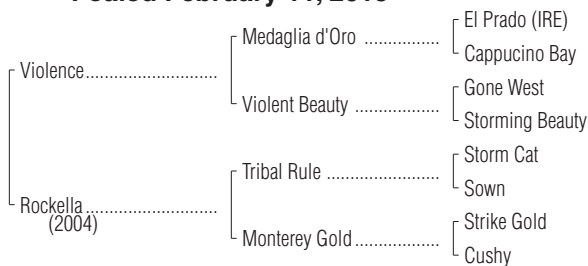 Foaled February
El Prado (IRE)
Medaglia d'Oro
Cappucino Bay
Violence
Gone West
Violent Beauty
Storming Beauty
Storm Cat
Tribal Rule
Sown
Rockella
(2004)
Strike Gold
Monterey Gold
Cushy